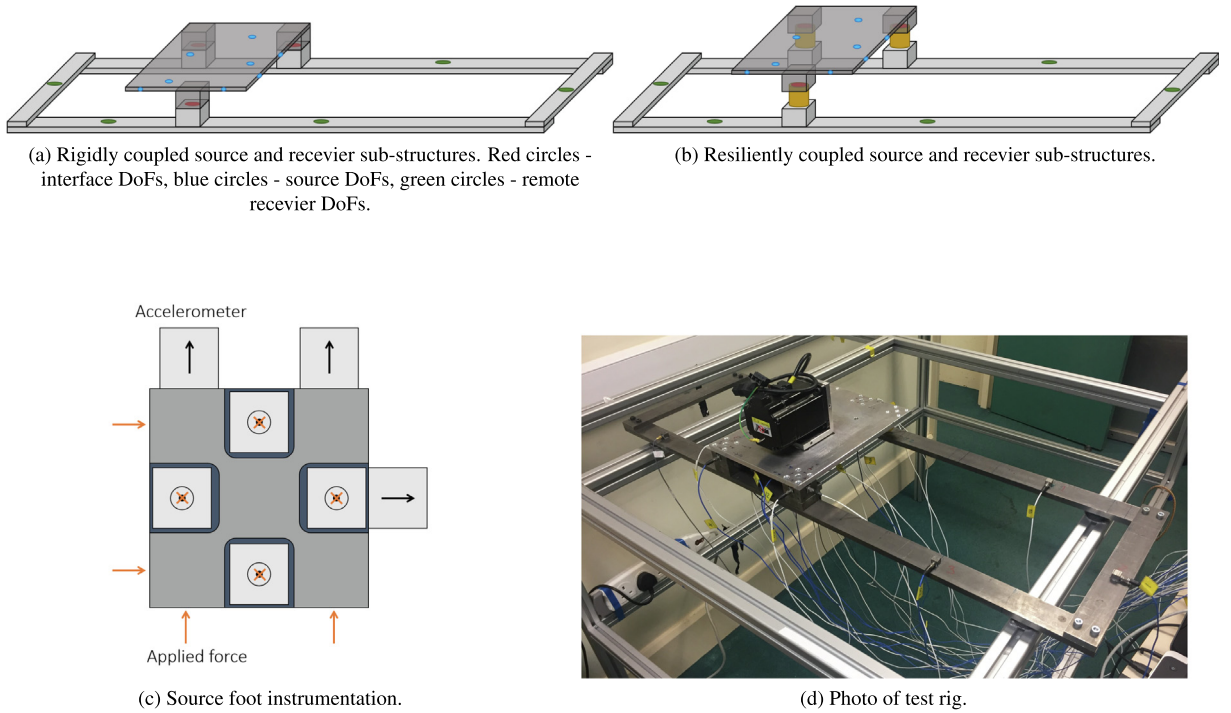 (a) Rigidly coupled source and recevier sub-structures. Red circles -
interface DoFs, blue circles - source DoFs, green circles - remote
recevier DoFs.
(b) Resiliently coupled source and recevier sub-structures.
Accelerometer
Applied force
(c) Source foot instrumentation.
(d) Photo of test rig.